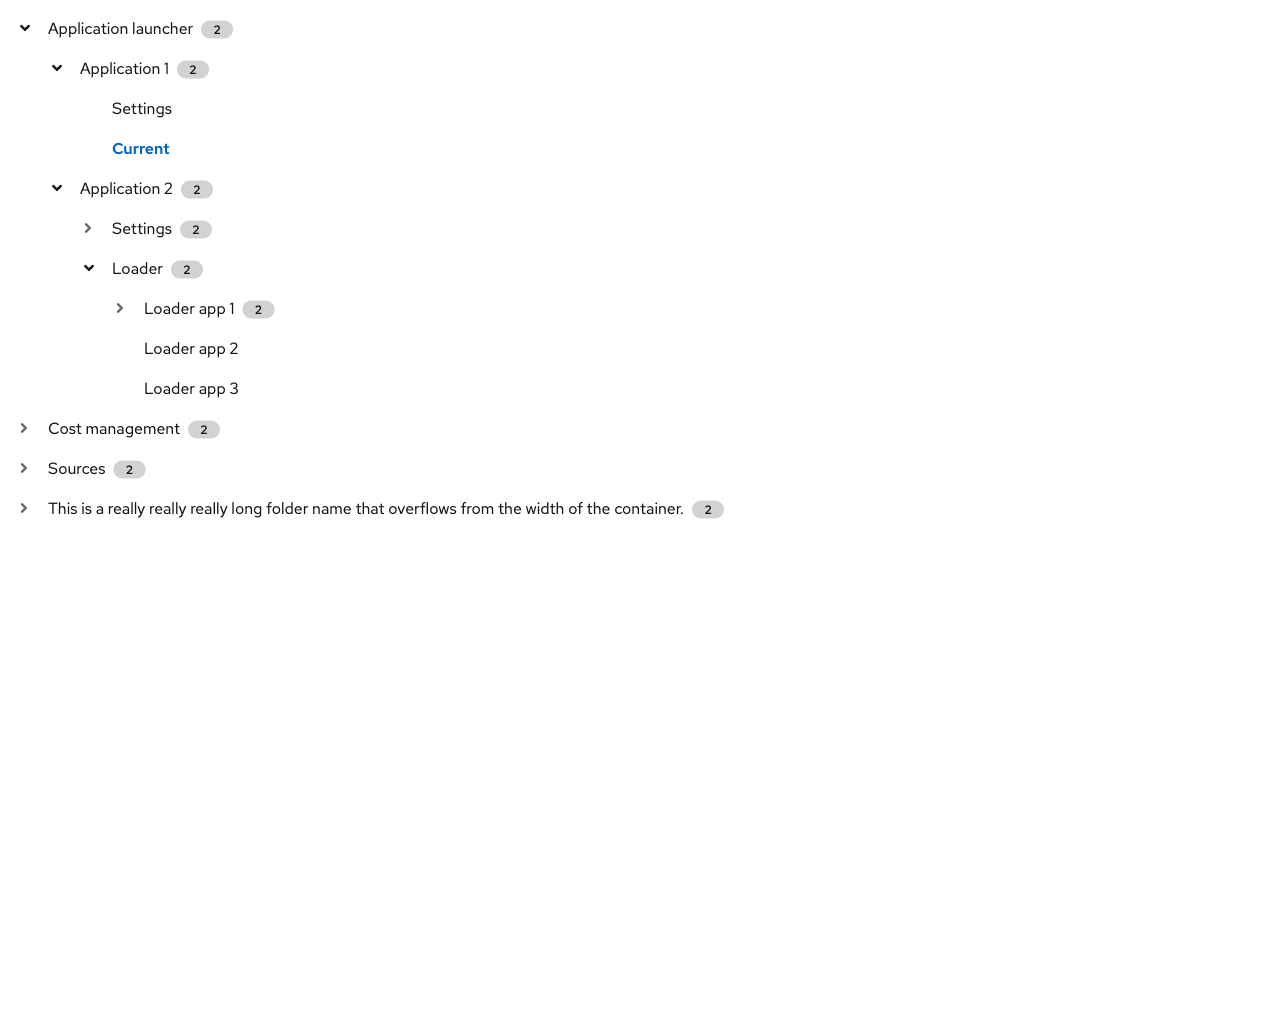 Application launcher 2
Application 1 2
Settings
Current
Application 2 2
Settings 2
Loader 2
Loader app 1 2
Loader app 2
Loader app 3
Cost management 2
Sources 2
This is a really really really long folder name that overflows from the width of the container. 2